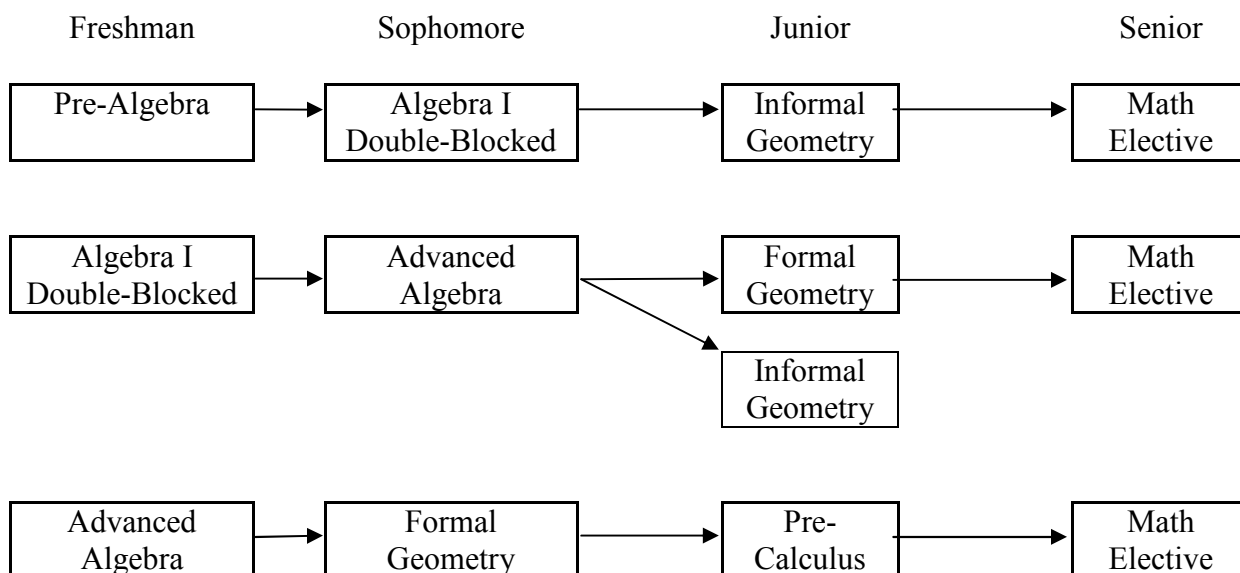 Freshman Sophomore Junior Senior
Pre-Algebra
Algebra I
Double-Blocked
Informal
Geometry
Math
Elective
Algebra I
Double-Blocked
Advanced
Algebra
Formal
Geometry
Math
Elective
Informal
Geometry
Advanced
Algebra
Formal
Geometry
Pre-
Calculus
Math
Elective